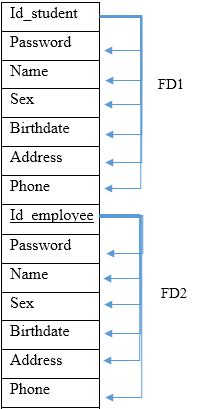 Id_student
Password
Name
FD1
Sex
Birthdate
Address
Phone
Id_employee
Password
Name
FD2
Sex
Birthdate
Address
Phone